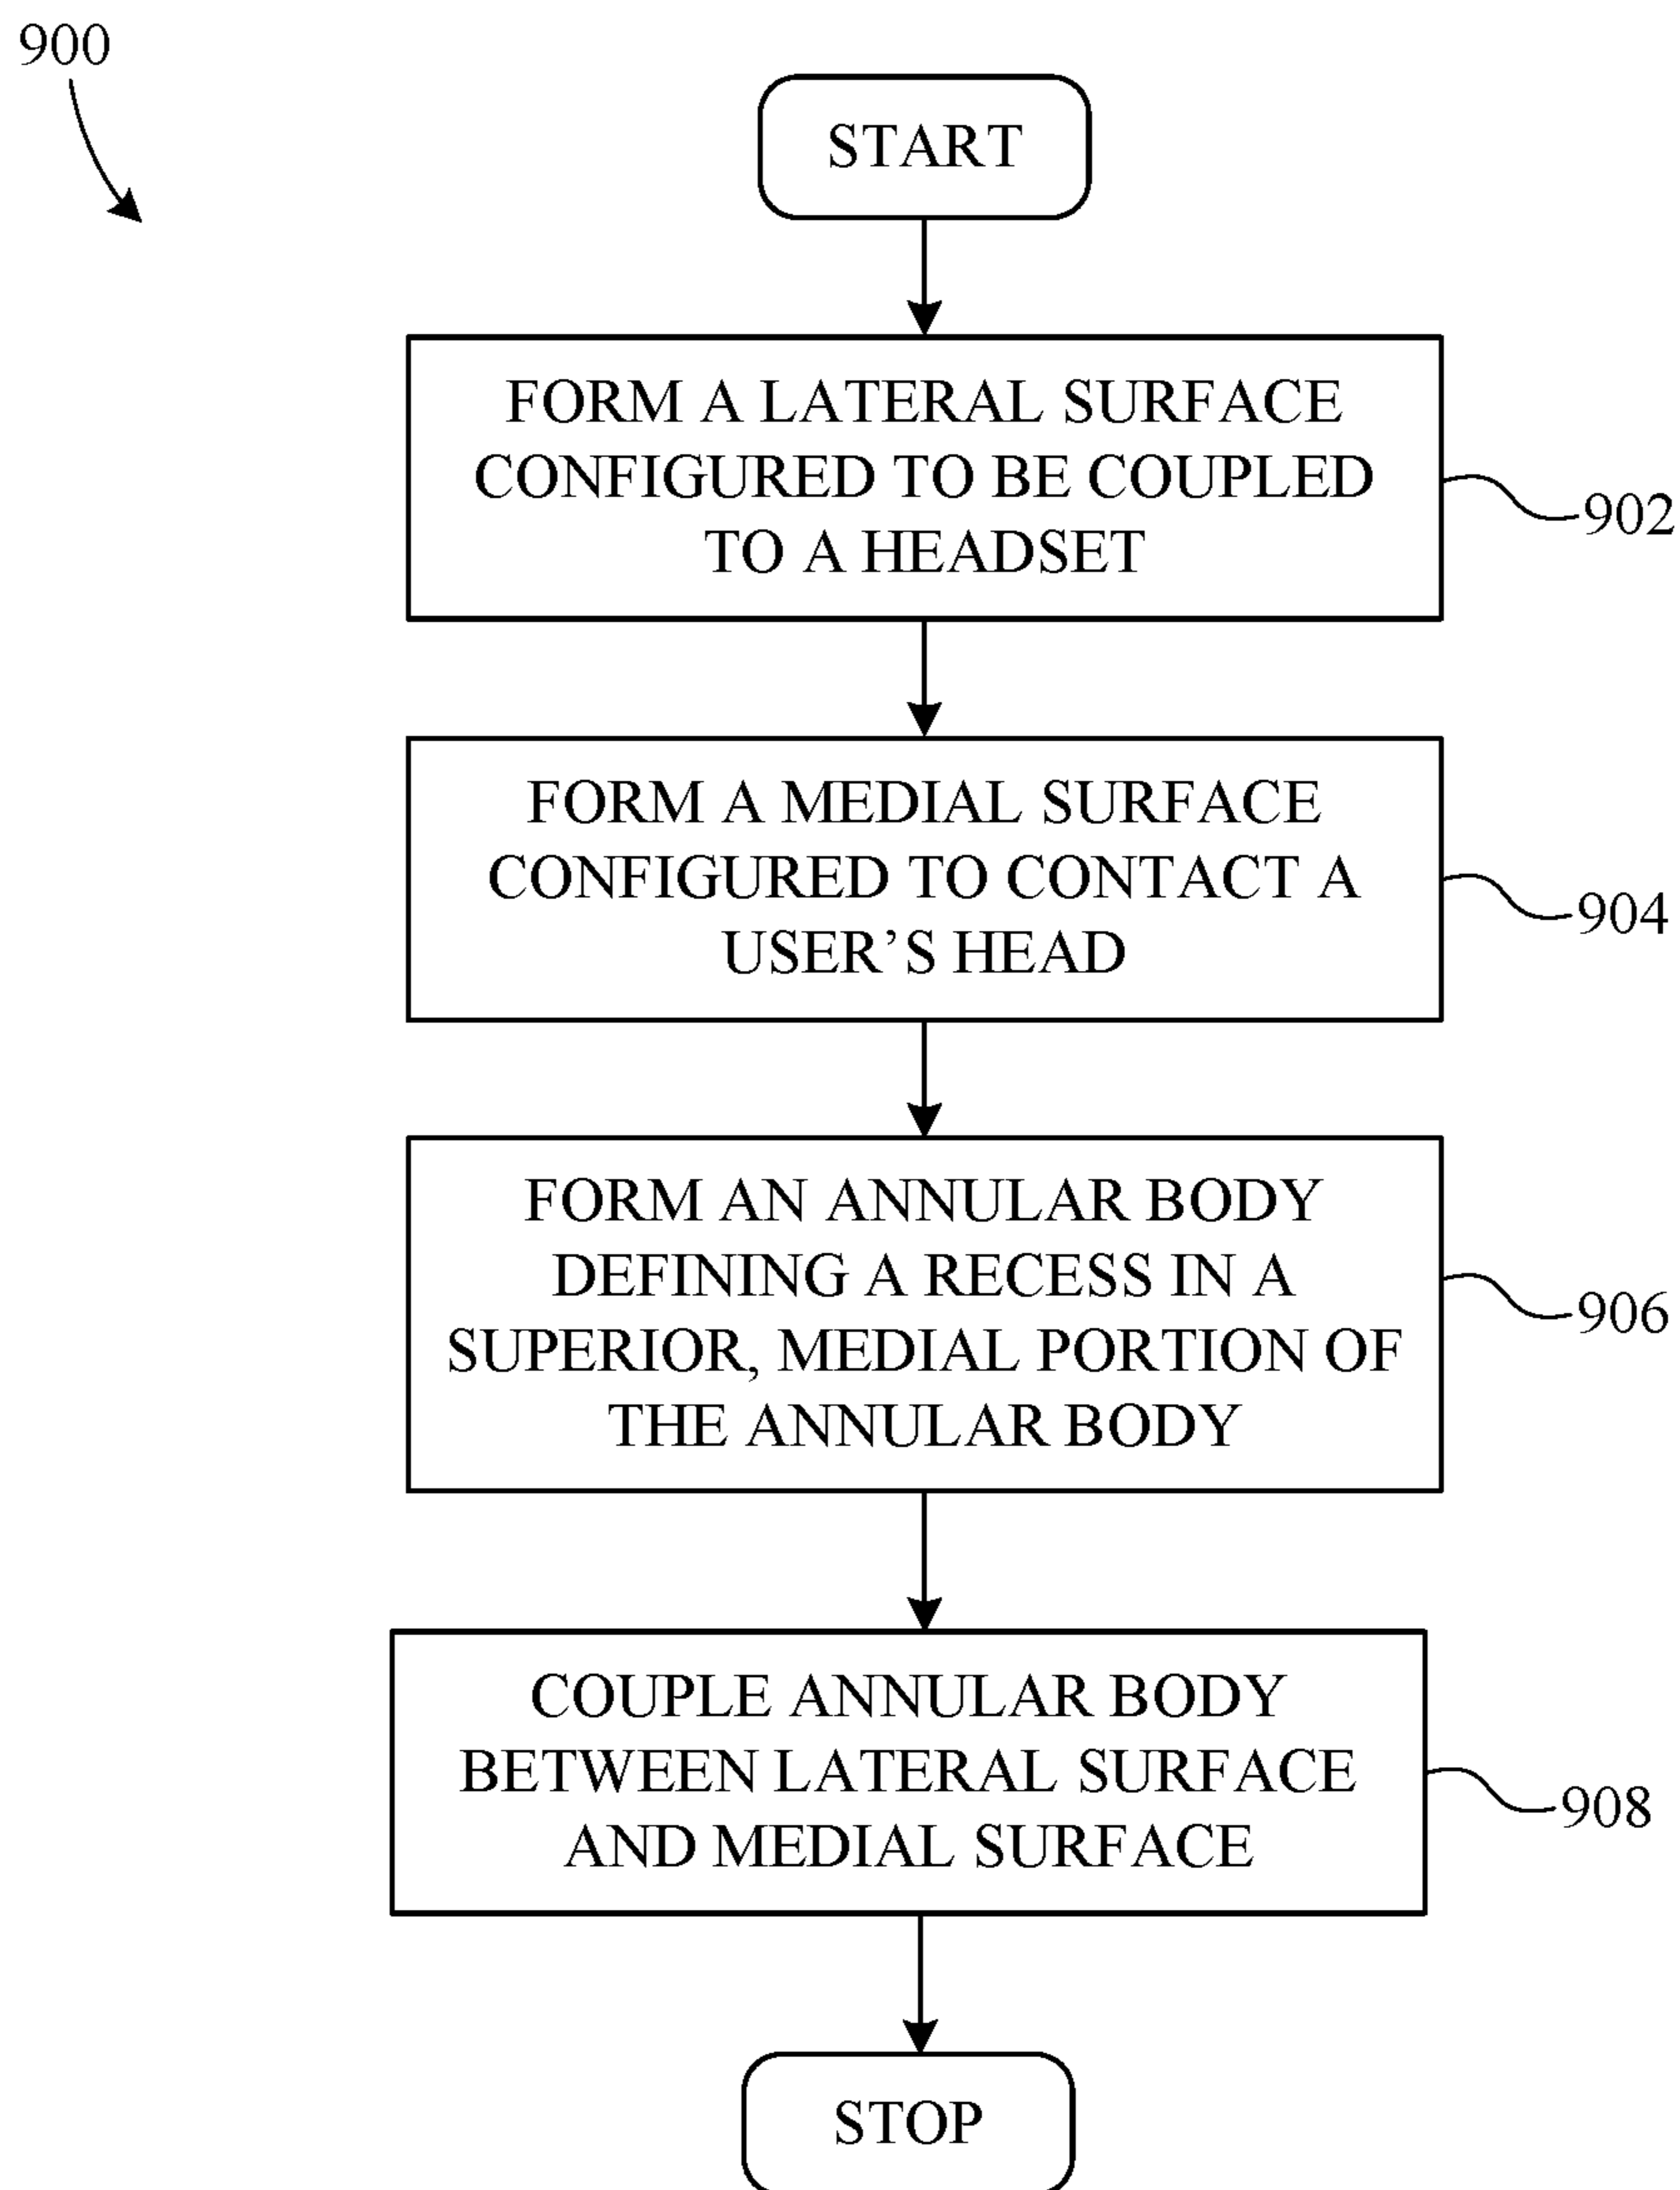 900
START
FORM A LATERAL SURFACE
CONFIGURED TO BE COUPLED
TO A HEADSET
902
FORM A MEDIAL SURFACE
CONFIGURED TO CONTACT A
USER’S HEAD
904
FORM AN ANNULAR BODY
DEFINING A RECESS IN A
SUPERIOR, MEDIAL PORTION OF
THE ANNULAR BODY
906
COUPLE ANNULAR BODY
BETWEEN LATERAL SURFACE
AND MEDIAL SURFACE
908
STOP